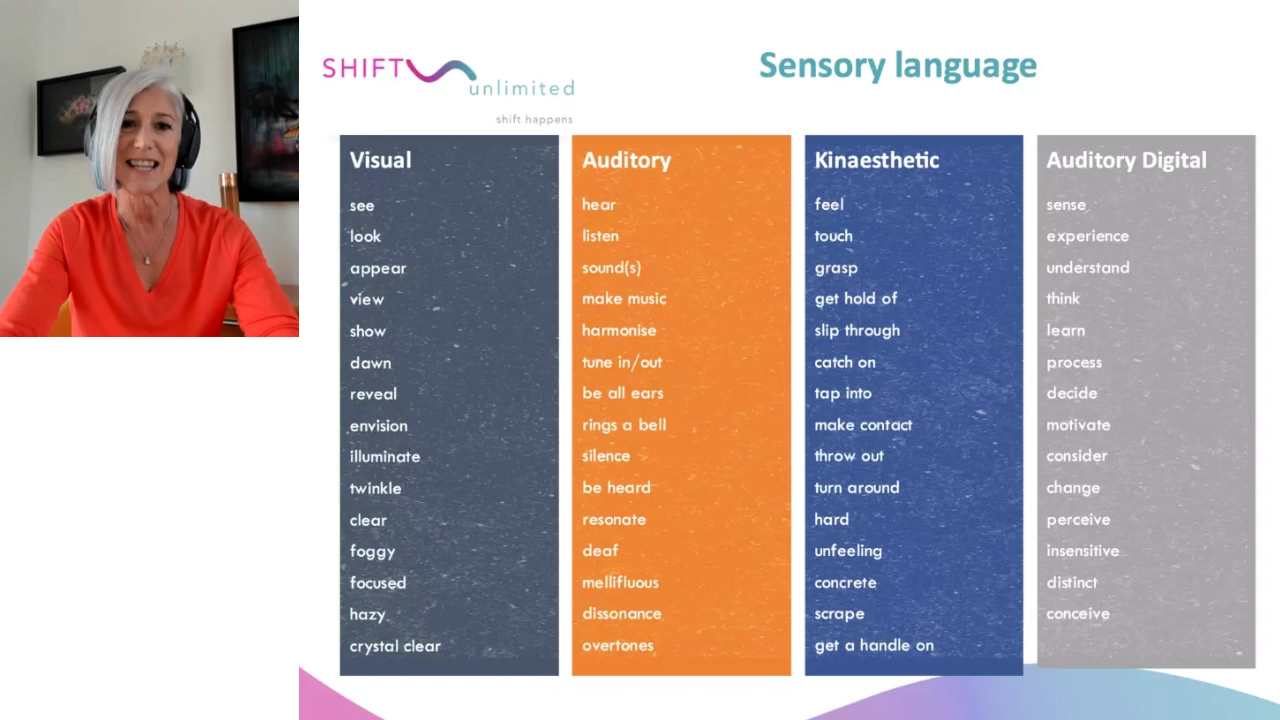 SHIFT
unlimited
shift happens
Sensory language
Visual
see
look
appear
view
show
dawn
reveal
envision
illuminate
twinkle
clear
foggy
focused
hazy
crystal clear
Auditory
hear
listen
sound(s)
make music
harmonise
tune in/out
be all ears
rings a bell
silence
be heard
resonate
deaf
mellifluous
dissonance
overtones
Kinaesthetic
feel
touch
grasp
get hold of
slip through
catch on
tap into
make contact
throw out
turn around
hard
unfeeling
concrete
scrape
get a handle on
Auditory Digital
sense
experience
understand
think
learn
process
decide
motivate
consider
change
perceive
insensitive
distinct
conceive